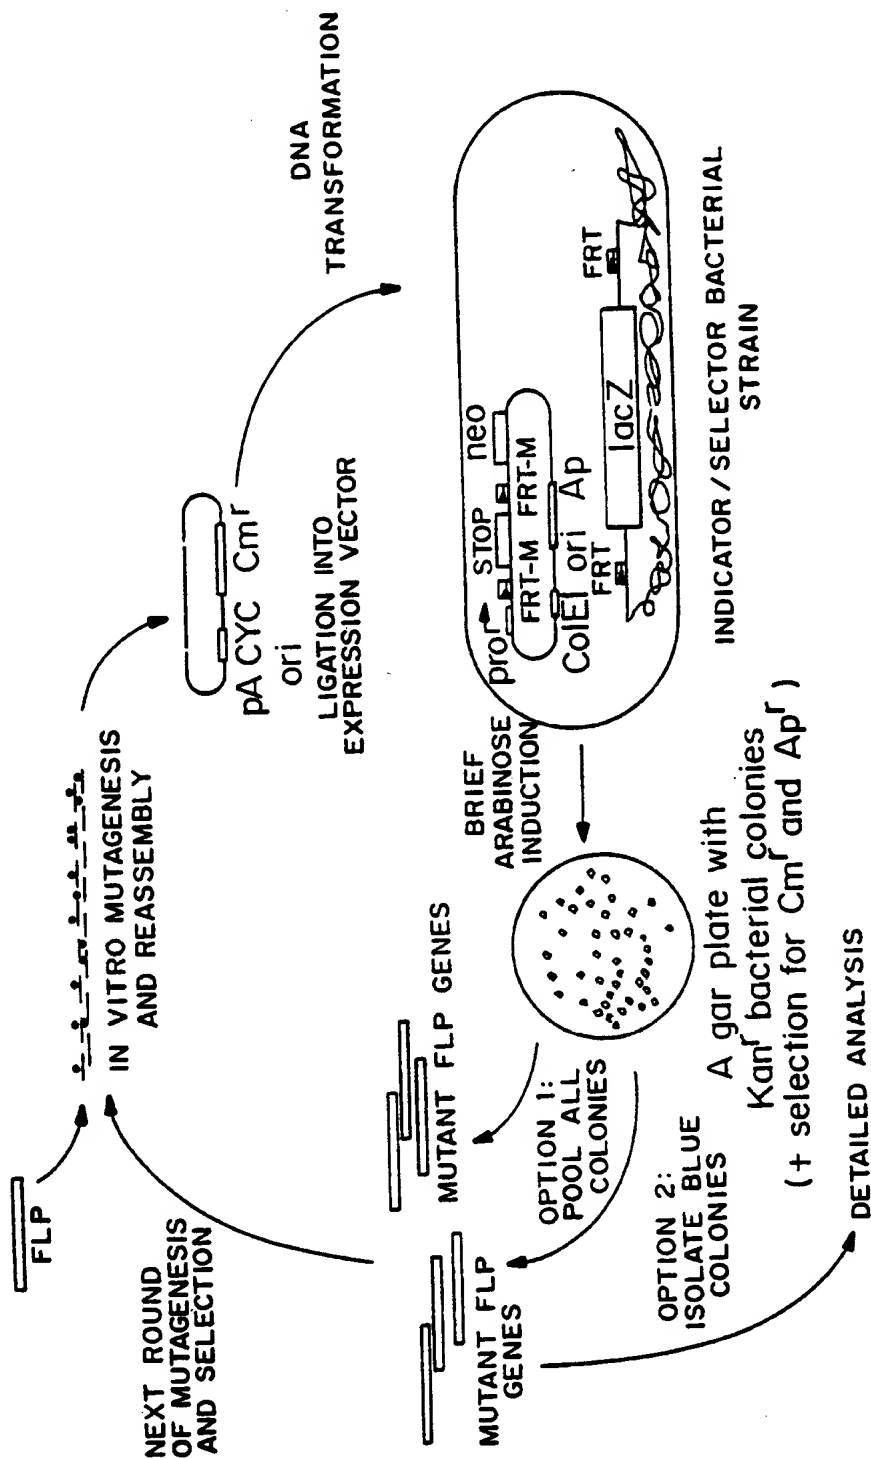 FLP
IN VITRO MUTAGENESIS
AND REASSEMBLY
NEXT ROUND
OF MUTAGENESIS
AND SELECTION
pA CYC Cmr
ori
LIGATION INTO
EXPRESSION VECTOR
DNA
TRANSFORMATION
MUTANT FLP GENES
MUTANT FLP
GENES
OPTION 1:
POOL ALL
COLONIES
OPTION 2:
ISOLATE BLUE
COLONIES
BRIEF
ARABINOSE
INDUCTION
pror STOP neo
FRT-M FRT-M
ColEI ori Ap
FRT
lacZ
FRT
INDICATOR/SELECTOR BACTERIAL
STRAIN
A gar plate with
Kanr bacterial colonies
(+ selection for Cmr and Apr)
DETAILED ANALYSIS